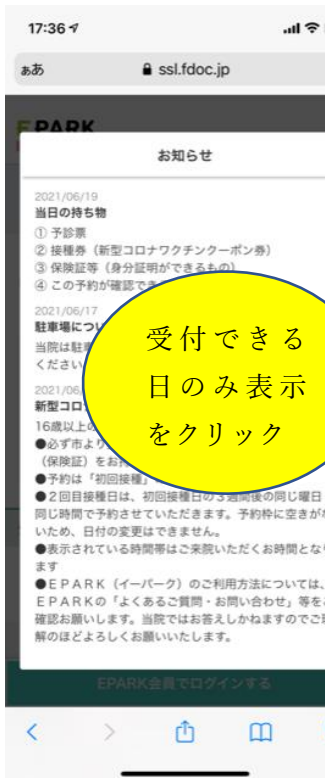 17:36
ぁあ
ssl.fdoc.jp
EPARK
お知らせ
2021/06/19
当日の持ち物
① 予診票
② 接種券（新型コロナワクチンクーポン券）
③ 保険証等（身分証明ができるもの）
④ この予約が確認でき
2021/06/17
駐車場につい
当院は駐車
ください
2021/06/
新型コロ
16歳以上の
●必ず市より
（保険証）をお持
●予約は「初回接種」
●２回目接種日は、初回接種日の３週間後の同じ曜日
同じ時間で予約させていただきます。予約枠に空きがな
いため、日付の変更はできません。
●表示されている時間帯はご来院いただくお時間となり
ます
●ＥＰＡＲＫ（イーパーク）のご利用方法については、
ＥＰＡＲＫの「よくあるご質問・お問い合わせ」等をご
確認お願いします。当院ではお答えしかねますのでご理
解のほどよろしくお願いいたします。
受付できる
日のみ表示
をクリック
EPARK会員でログインする